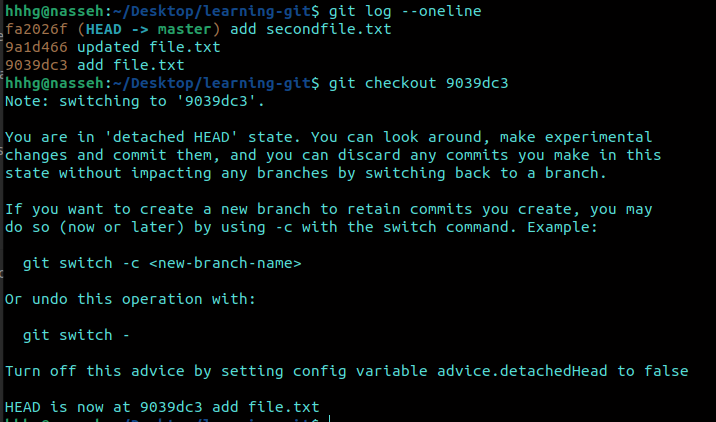 hhhg@nasseh:~/Desktop/learning-git$ git log --oneline
fa2026f (HEAD -> master) add secondfile.txt
9a1d466 updated file.txt
9039dc3 add file.txt
hhhg@nasseh:~/Desktop/learning-git$ git checkout 9039dc3
Note: switching to '9039dc3'.

You are in 'detached HEAD' state. You can look around, make experimental
changes and commit them, and you can discard any commits you make in this
state without impacting any branches by switching back to a branch.

If you want to create a new branch to retain commits you create, you may
do so (now or later) by using -c with the switch command. Example:

  git switch -c <new-branch-name>

Or undo this operation with:

  git switch -

Turn off this advice by setting config variable advice.detachedHead to false

HEAD is now at 9039dc3 add file.txt
hhhg@nasseh:~/Desktop/learning-git$